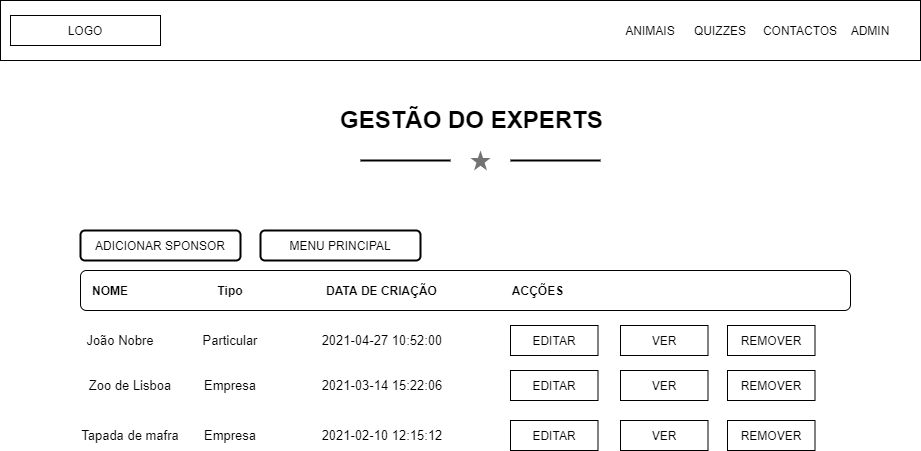 LOGO ANIMAIS QUIZZES CONTACTOS ADMIN
GESTÃO DO EXPERTS
ADICIONAR SPONSOR MENU PRINCIPAL
NOME Tipo DATA DE CRIAÇÃO ACÇÕES
João Nobre Particular 2021-04-27 10:52:00 EDITAR VER REMOVER
Zoo de Lisboa Empresa 2021-03-14 15:22:06 EDITAR VER REMOVER
Tapada de mafra Empresa 2021-02-10 12:15:12 EDITAR VER REMOVER